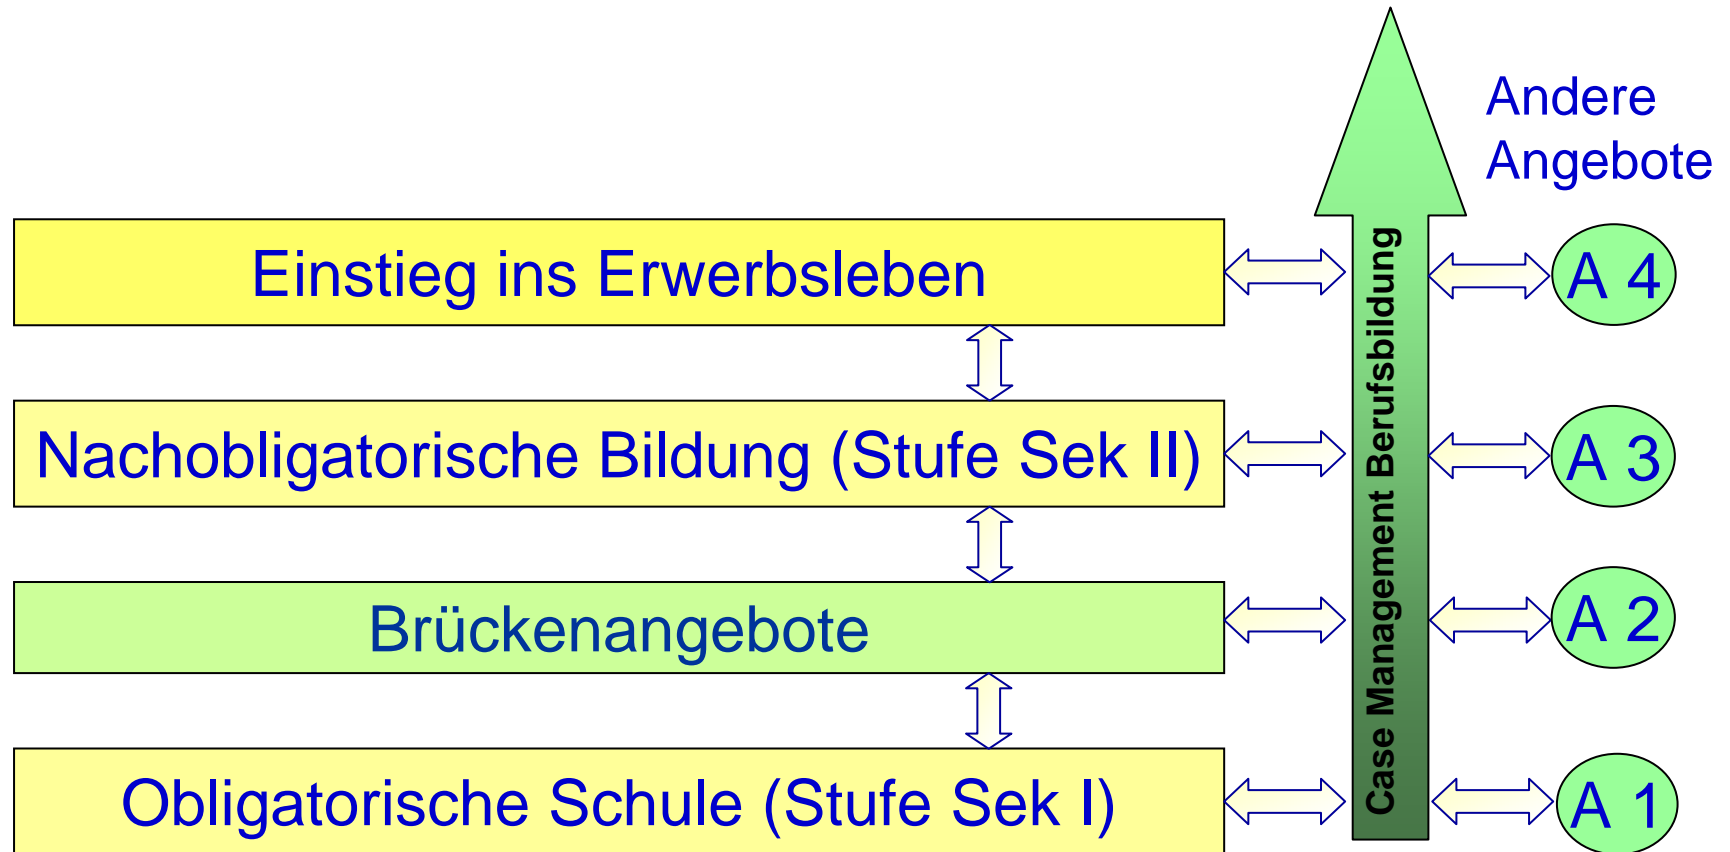 Andere
Angebote
Einstieg ins Erwerbsleben
A 4
Nachobligatorische Bildung (Stufe Sek II)
A 3
Brückenangebote
A 2
Obligatorische Schule (Stufe Sek I)
A 1
Case Management Berufsbildung